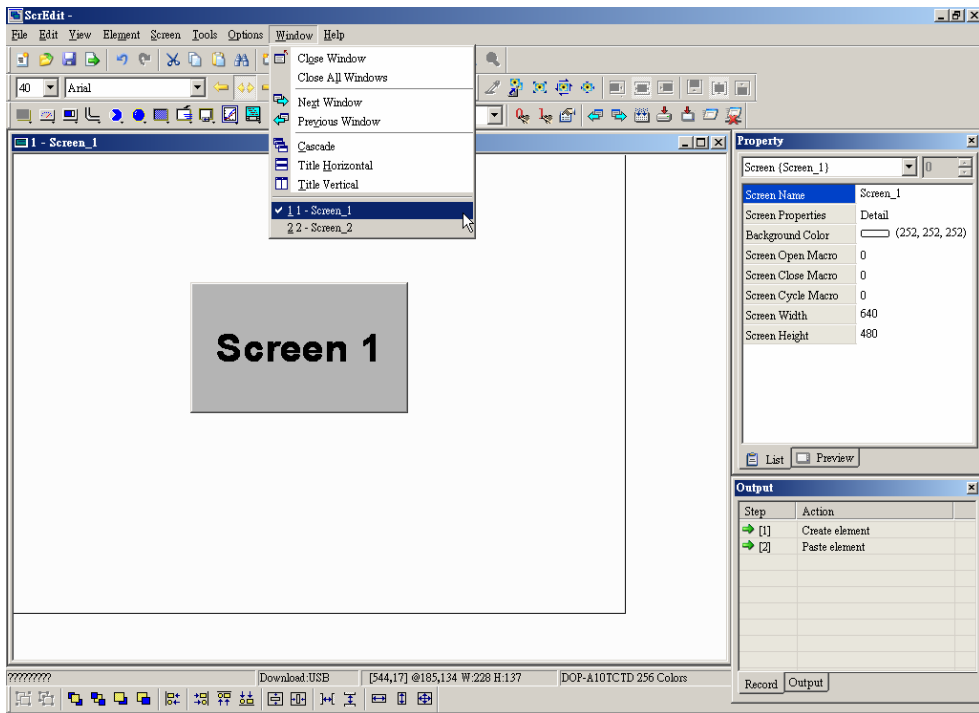 ScrEdit -
File Edit View Element Screen Tools Options Window Help
Close Window
Close All Windows
40 Arial
Next Window
Previous Window
Cascade
Title Horizontal
Title Vertical
1 1 - Screen_1
2 2 - Screen_2
1 - Screen_1
Screen 1
Property
Screen {Screen_1} 0
Screen Name Screen_1
Screen Properties Detail
Background Color (252, 252, 252)
Screen Open Macro 0
Screen Close Macro 0
Screen Cycle Macro 0
Screen Width 640
Screen Height 480
List Preview
Output
Step Action
[1] Create element
[2] Paste element
Record Output
????????? Download:USB [544,17] @185,134 W:228 H:137 DOP-A10TCTD 256 Colors